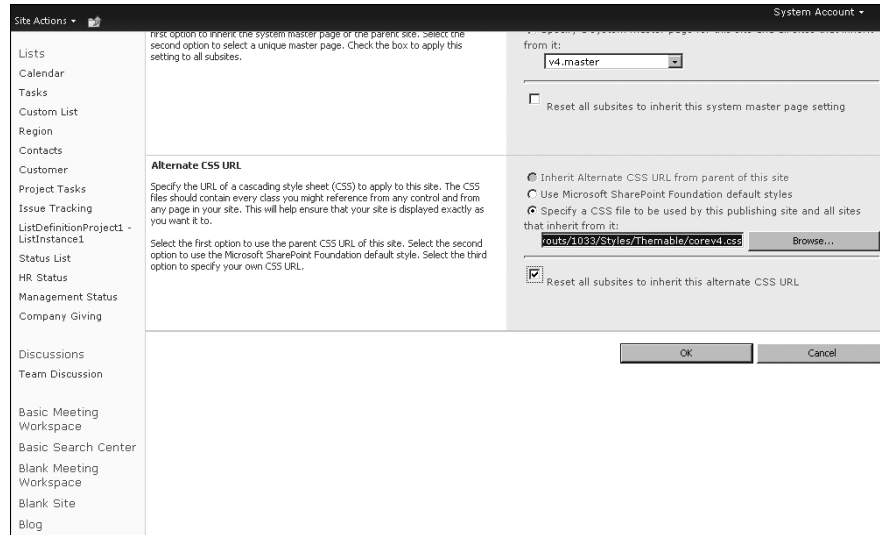 Site Actions
System Account
Lists
Calendar
Tasks
Custom List
Region
Contacts
Customer
Project Tasks
Issue Tracking
ListDefinitionProject1 -
ListInstance1
Status List
HR Status
Management Status
Company Giving
Discussions
Team Discussion
Basic Meeting
Workspace
Basic Search Center
Blank Meeting
Workspace
Blank Site
Blog
first option to inherit the system master page of the parent site. Select the
second option to select a unique master page. Check the box to apply this
setting to all subsites.
from it:
v4.master
Reset all subsites to inherit this system master page setting
Alternate CSS URL
Specify the URL of a cascading style sheet (CSS) to apply to this site. The CSS
files should contain every class you might reference from any control and from
any page in your site. This will help ensure that your site is displayed exactly as
you want it to.
Select the first option to use the parent CSS URL of this site. Select the second
option to use the Microsoft SharePoint Foundation default style. Select the third
option to specify your own CSS URL.
Inherit Alternate CSS URL from parent of this site
Use Microsoft SharePoint Foundation default styles
Specify a CSS file to be used by this publishing site and all sites
that inherit from it:
outs/1033/Styles/Themable/corev4.css
Browse...
Reset all subsites to inherit this alternate CSS URL
OK
Cancel